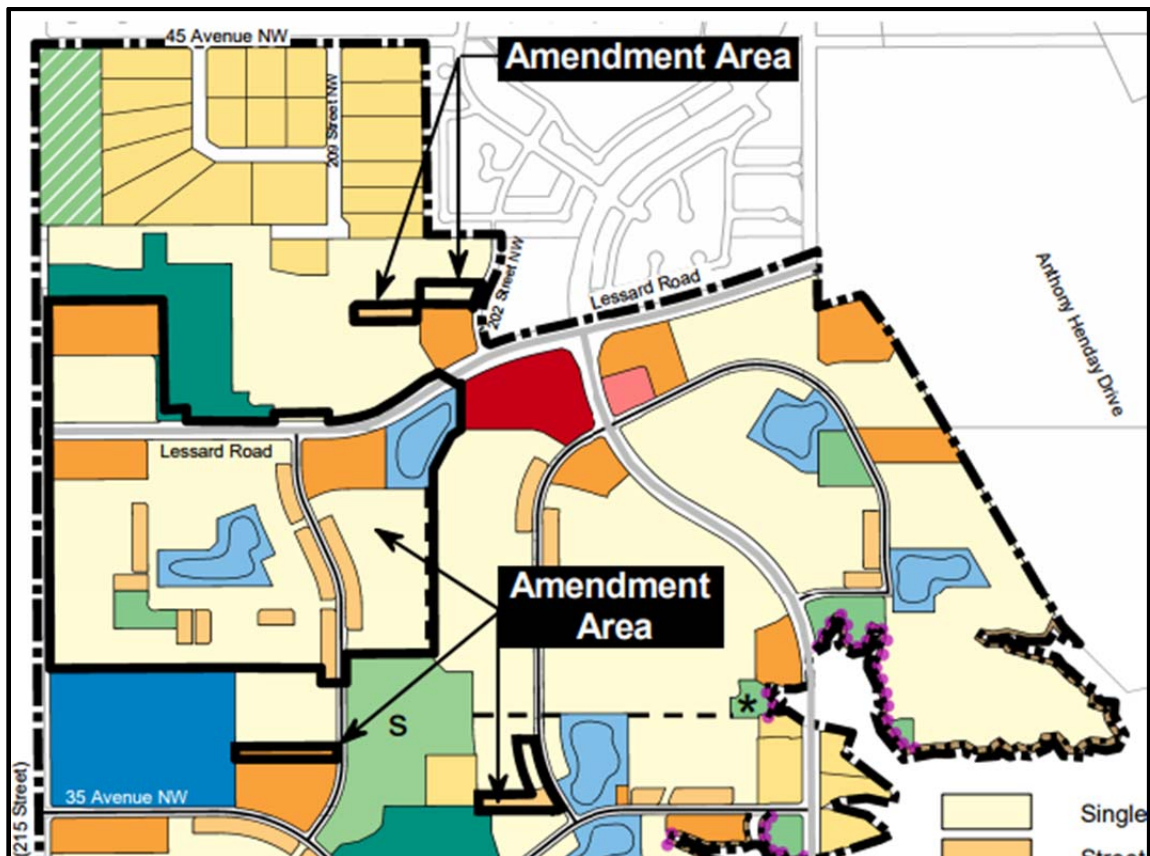 45 Avenue NW
Amendment Area
209 Street NW
202 Street NW
Lessard Road
Anthony Henday Drive
Lessard Road
Amendment
Area
*
S
35 Avenue NW
(215 Street)
Single